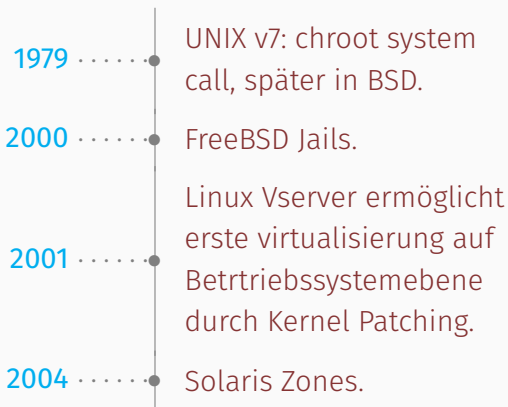 1979 UNIX v7: chroot system
call, später in BSD.
2000 FreeBSD Jails.
Linux Vserver ermöglicht
erste virtualisierung auf
2001 Betrtriebssystemebene
durch Kernel Patching.
2004 Solaris Zones.